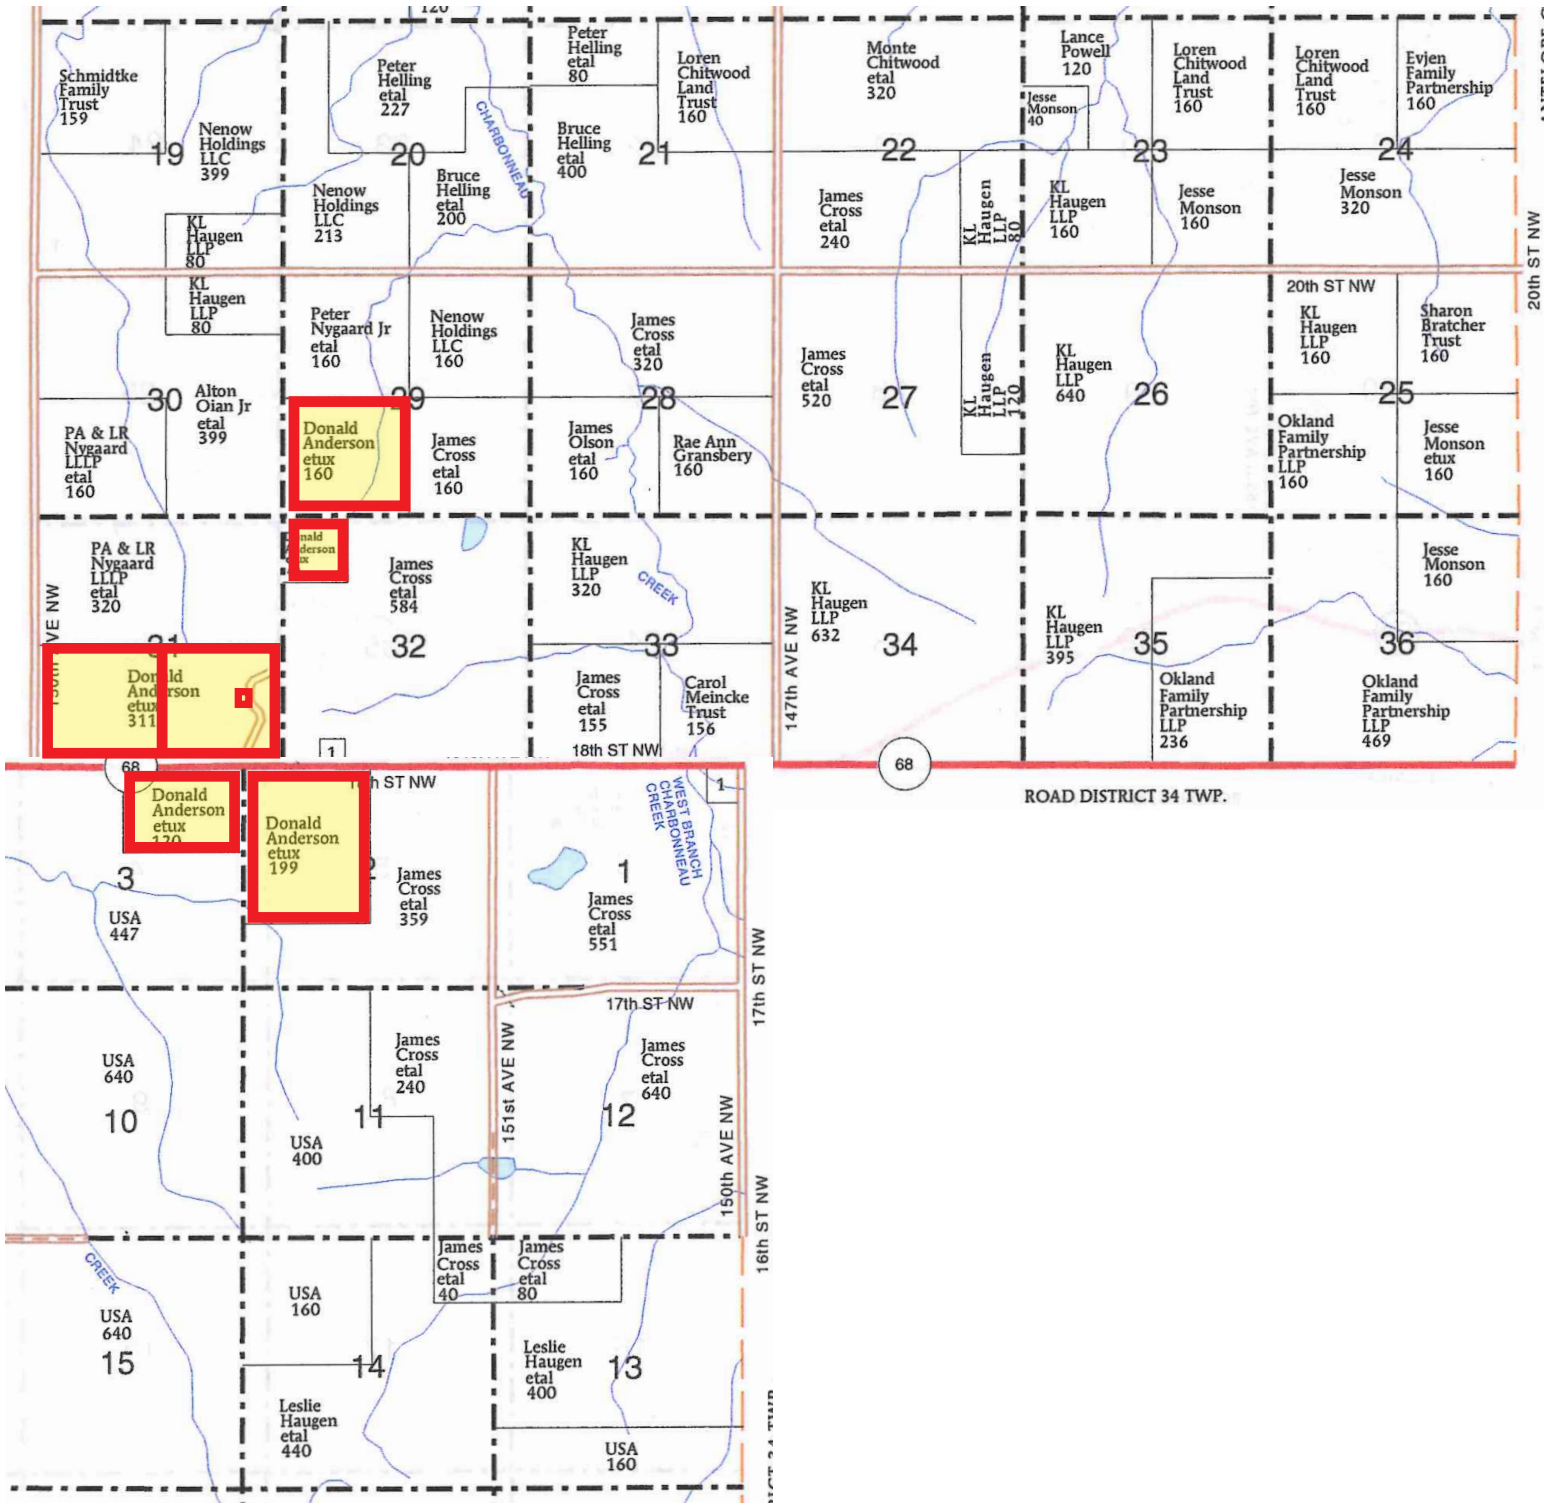 120
Schmidtke
Family
Trust
159
19
Nenow
Holdings
LLC
399
KL
Haugen
LLP
80
Peter
Helling
etal
227
20
Nenow
Holdings
LLC
213
Bruce
Helling
etal
200
CHARBONNEAU
Peter
Helling
etal
80
Bruce
Helling
etal
400
21
Loren
Chitwood
Land
Trust
160
Monte
Chitwood
etal
320
22
James
Cross
etal
240
KL
Haugen
LLP
80
Lance
Powell
120
Jesse
Monson
40
23
KL
Haugen
LLP
160
Loren
Chitwood
Land
Trust
160
Jesse
Monson
160
Loren
Chitwood
Land
Trust
160
Evjen
Family
Partnership
160
24
Jesse
Monson
320
20th ST NW
20th ST NW
KL
Haugen
LLP
80
30
Alton
Oian Jr
etal
399
PA & LR
Nygaard
LLLP
etal
160
Peter
Nygaard Jr
etal
160
Nenow
Holdings
LLC
160
29
Donald
Anderson
etux
160
James
Cross
etal
160
James
Cross
etal
320
28
James
Olson
etal
160
Rae Ann
Gransbery
160
James
Cross
etal
520
27
KL
Haugen
LLP
120
KL
Haugen
LLP
640
26
KL
Haugen
LLP
160
Sharon
Bratcher
Trust
160
25
Okland
Family
Partnership
LLP
160
Jesse
Monson
etux
160
PA & LR
Nygaard
LLLP
etal
320
VE NW
31
Donald
Anderson
etux
311
James
Cross
etal
584
32
1
KL
Haugen
LLP
320
CREEK
33
James
Cross
etal
155
Carol
Meincke
Trust
156
18th ST NW
147th AVE NW
KL
Haugen
LLP
632
34
KL
Haugen
LLP
395
35
Okland
Family
Partnership
LLP
236
Jesse
Monson
160
36
Okland
Family
Partnership
LLP
469
68
68
ROAD DISTRICT 34 TWP.
Donald
Anderson
etux
120
3
USA
447
18th ST NW
Donald
Anderson
etux
199
2
James
Cross
etal
359
1
James
Cross
etal
551
WEST BRANCH
CHARBONNEAU
CREEK
1
17th ST NW
17th ST NW
USA
640
10
James
Cross
etal
240
11
USA
400
151st AVE NW
James
Cross
etal
640
12
150th AVE NW
16th ST NW
CREEK
USA
640
15
USA
160
14
Leslie
Haugen
etal
440
James
Cross
etal
40
James
Cross
etal
80
Leslie
Haugen
etal
400
13
USA
160